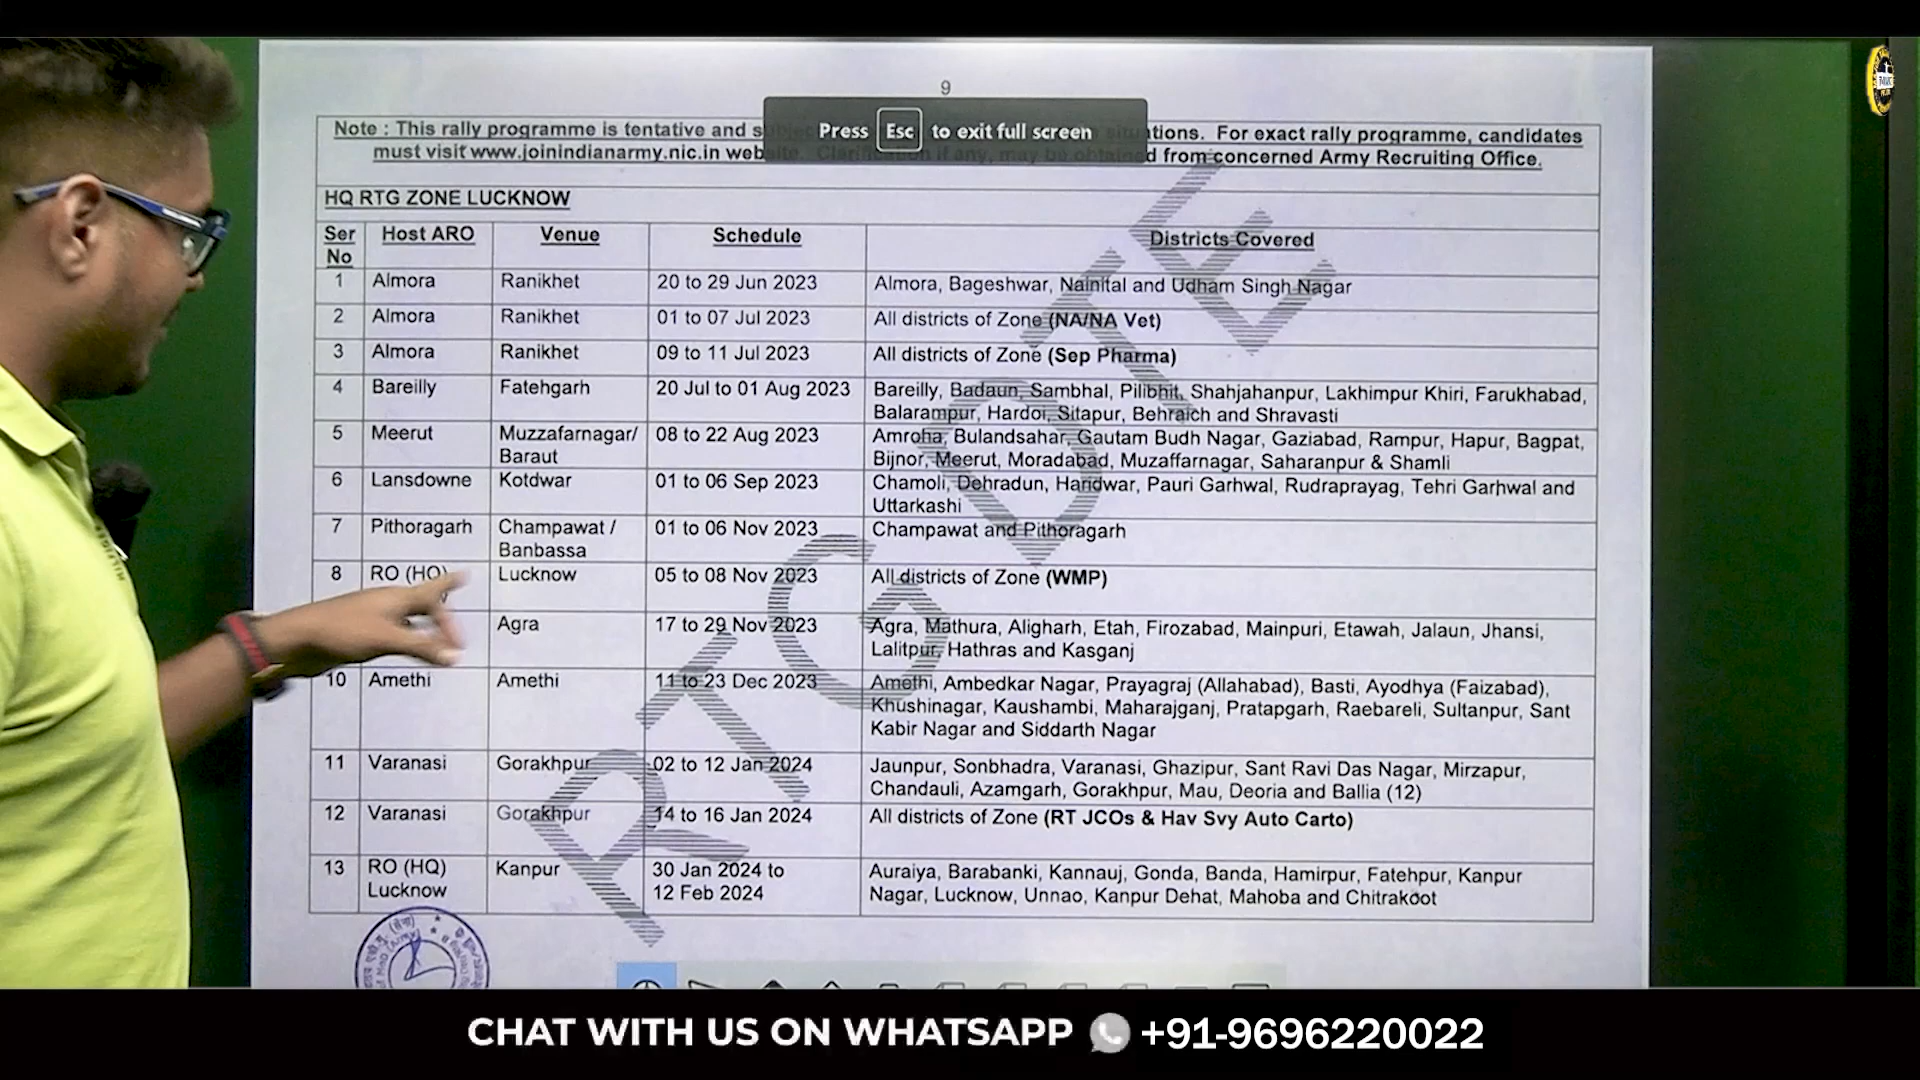 9
Note : This rally programme is tentative and
Press Esc to exit full screen
For exact rally programme, candidates
must visit www.joinindianarmy.nic.in
from concerned Army Recruiting Office.
HQ RTG ZONE LUCKNOW
Ser No Host ARO Venue Schedule Districts Covered
1 Almora Ranikhet 20 to 29 Jun 2023 Almora, Bageshwar, Nainital and Udham Singh Nagar
2 Almora Ranikhet 01 to 07 Jul 2023 All districts of Zone (NA/NA Vet)
3 Almora Ranikhet 09 to 11 Jul 2023 All districts of Zone (Sep Pharma)
4 Bareilly Fatehgarh 20 Jul to 01 Aug 2023 Bareilly, Badaun, Sambhal, Pilibhit, Shahjahanpur, Lakhimpur Khiri, Farukhabad,
Balarampur, Hardoi, Sitapur, Behraich and Shravasti
5 Meerut Muzzafarnagar/ 08 to 22 Aug 2023 Amroha, Bulandsahar, Gautam Budh Nagar, Gaziabad, Rampur, Hapur, Bagpat,
Baraut Bijnor, Meerut, Moradabad, Muzaffarnagar, Saharanpur & Shamli
6 Lansdowne Kotdwar 01 to 06 Sep 2023 Chamoli, Dehradun, Haridwar, Pauri Garhwal, Rudraprayag, Tehri Garhwal and
Uttarkashi
7 Pithoragarh Champawat / 01 to 06 Nov 2023 Champawat and Pithoragarh
Banbassa
8 RO (HQ) Lucknow 05 to 08 Nov 2023 All districts of Zone (WMP)
Agra 17 to 29 Nov 2023 Agra, Mathura, Aligharh, Etah, Firozabad, Mainpuri, Etawah, Jalaun, Jhansi,
Lalitpur, Hathras and Kasganj
10 Amethi Amethi 11 to 23 Dec 2023 Amethi, Ambedkar Nagar, Prayagraj (Allahabad), Basti, Ayodhya (Faizabad),
Khushinagar, Kaushambi, Maharajganj, Pratapgarh, Raebareli, Sultanpur, Sant
Kabir Nagar and Siddarth Nagar
11 Varanasi Gorakhpur 02 to 12 Jan 2024 Jaunpur, Sonbhadra, Varanasi, Ghazipur, Sant Ravi Das Nagar, Mirzapur,
Chandauli, Azamgarh, Gorakhpur, Mau, Deoria and Ballia (12)
12 Varanasi Gorakhpur 14 to 16 Jan 2024 All districts of Zone (RT JCOs & Hav Svy Auto Carto)
13 RO (HQ) Kanpur 30 Jan 2024 to Auraiya, Barabanki, Kannauj, Gonda, Banda, Hamirpur, Fatehpur, Kanpur
Lucknow 12 Feb 2024 Nagar, Lucknow, Unnao, Kanpur Dehat, Mahoba and Chitrakoot
RTG DTE
CHAT WITH US ON WHATSAPP +91-9696220022